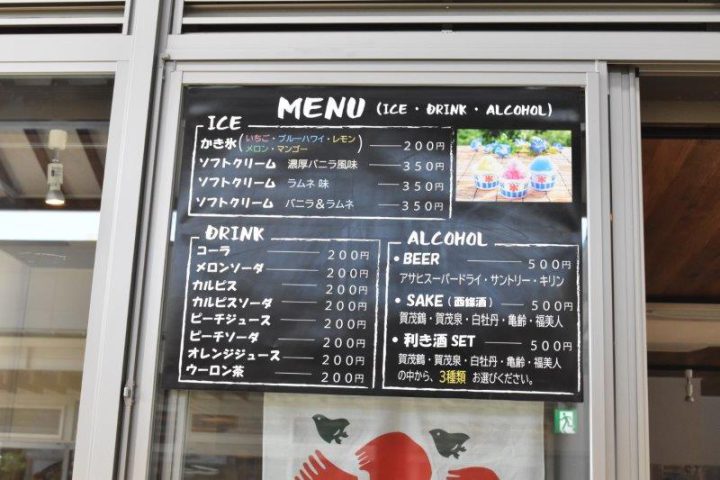 MENU (ICE・DRINK・ALCOHOL)
ICE
かき氷 (いちご・ブルーハワイ・レモン メロン・マンゴー) 200円
ソフトクリーム 濃厚バニラ風味 350円
ソフトクリーム ラムネ味 350円
ソフトクリーム バニラ&ラムネ 350円
氷
DRINK
コーラ 200円
メロンソーダ 200円
カルピス 200円
カルピスソーダ 200円
ピーチジュース 200円
ピーチソーダ 200円
オレンジジュース 200円
ウーロン茶 200円
ALCOHOL
・BEER 500円
アサヒスーパードライ・サントリー・キリン
・SAKE (西條酒) 500円
賀茂鶴・賀茂泉・白牡丹・亀齢・福美人
・利き酒 SET 500円
賀茂鶴・賀茂泉・白牡丹・亀齢・福美人
の中から、3種類 お選びください。